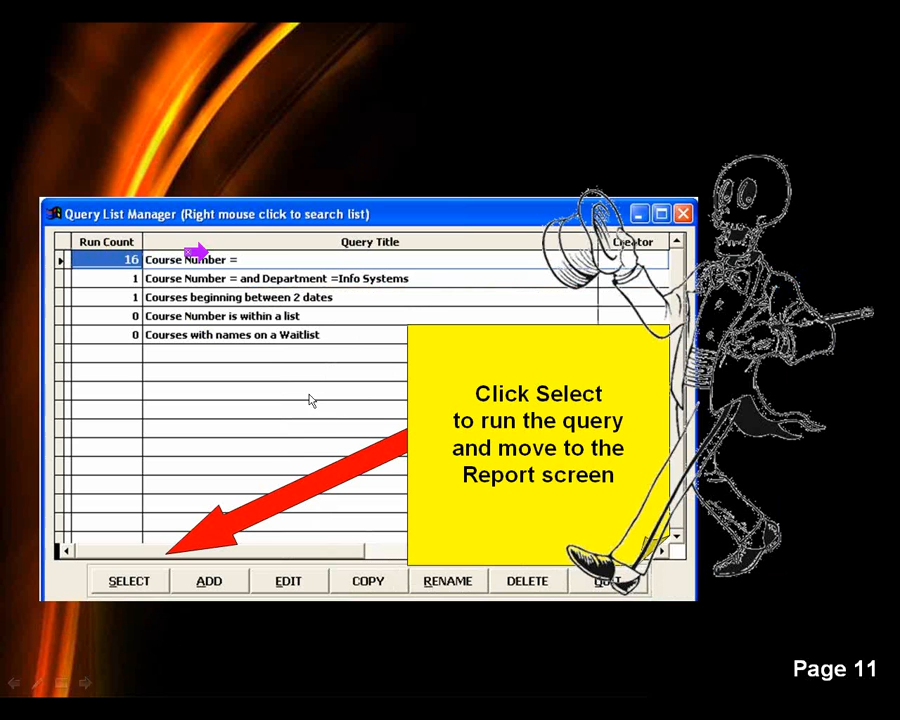 Query List Manager (Right mouse click to search list)
Run Count Query Title Creator
16 Course Number =
1 Course Number = and Department =Info Systems
1 Courses beginning between 2 dates
0 Course Number is within a list
0 Courses with names on a Waitlist
Click Select
to run the query
and move to the
Report screen
SELECT ADD EDIT COPY RENAME DELETE QUIT
Page 11